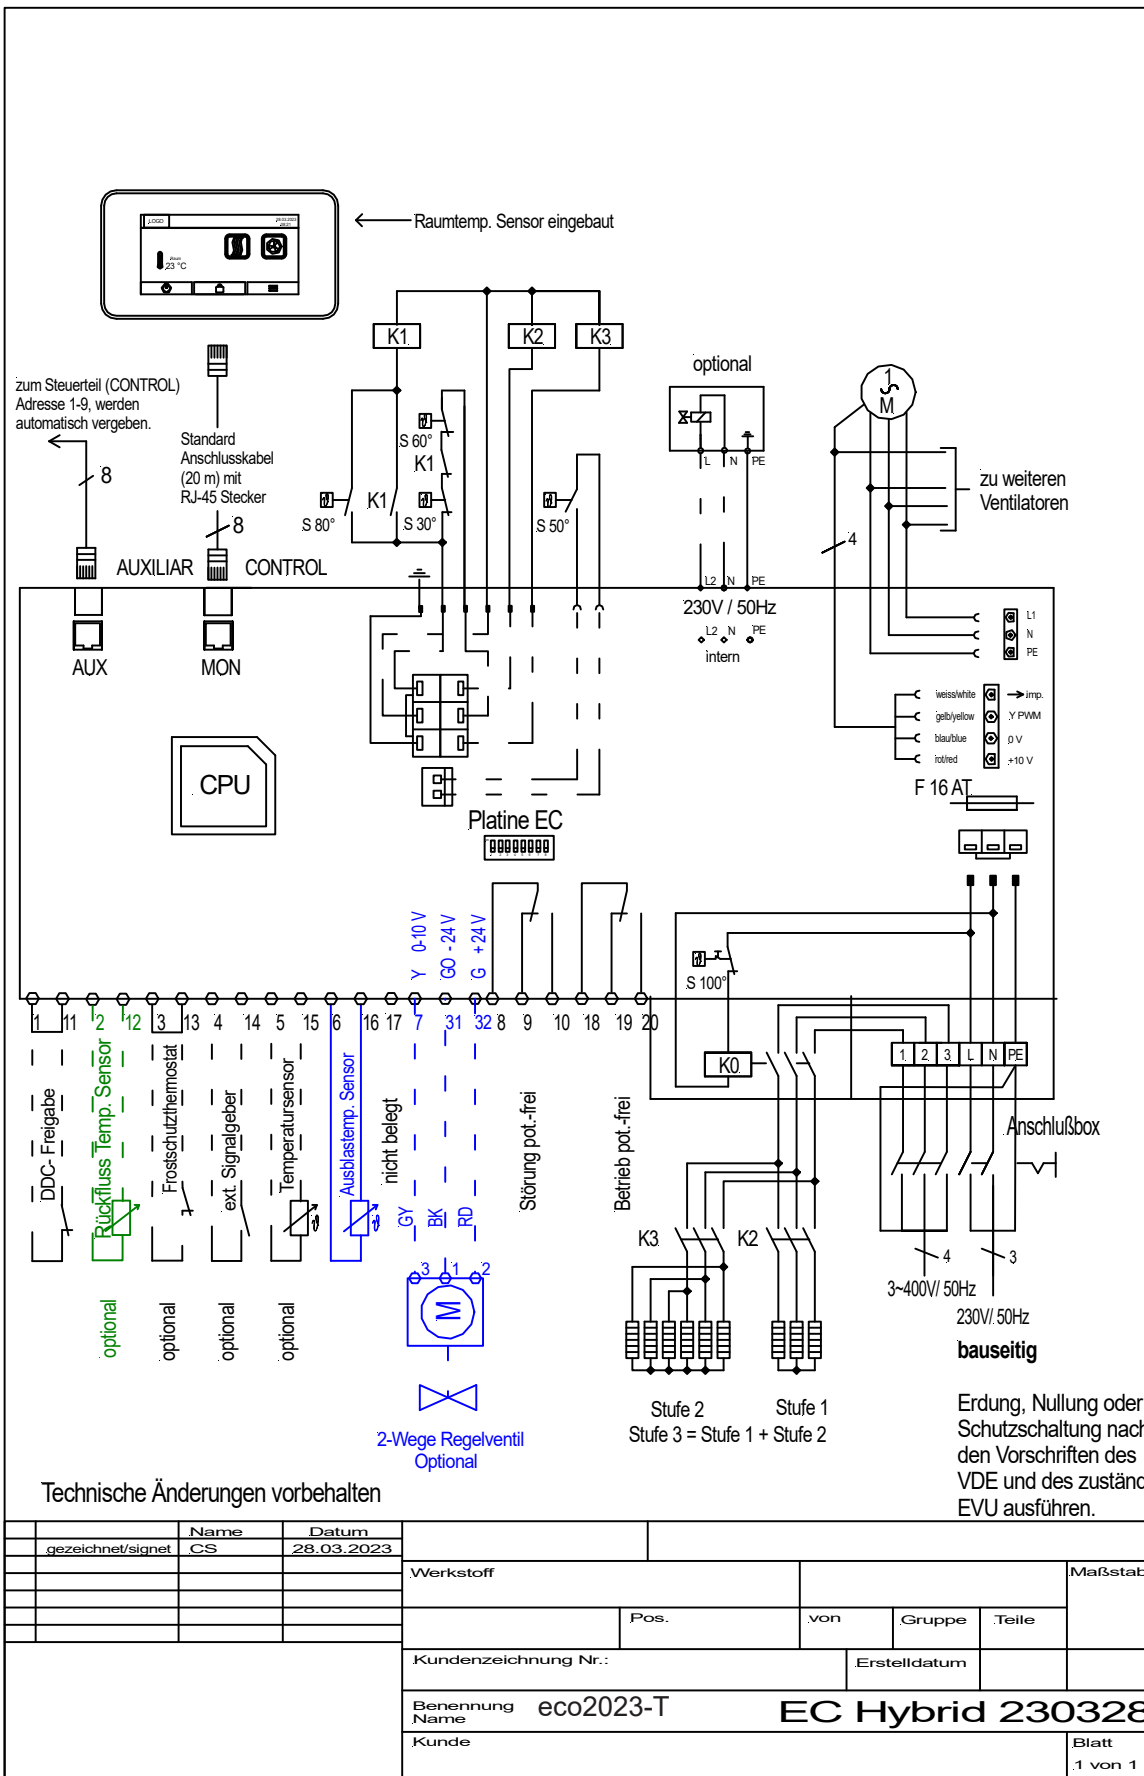 LOGO
28.03.2023
Raum
23 °C
Raumtemp. Sensor eingebaut
K1
K2
K3
optional
1
M
zum Steuerteil (CONTROL)
Adresse 1-9, werden
automatisch vergeben.
8
Standard
Anschlusskabel
(20 m) mit
RJ-45 Stecker
8
S 60°
K1
S 80°
K1
S 30°
S 50°
L N PE
zu weiteren
Ventilatoren
4
AUXILIAR
CONTROL
L2 N PE
230V / 50Hz
L2 N PE
intern
AUX
MON
L1
N
PE
weiss/white
imp.
gelb/yellow
Y PWM
blau/blue
0 V
rot/red
+10 V
F 16 AT
CPU
Platine EC
Y 0-10 V
GO - 24 V
G + 24 V
S 100°
1 11 2 12 3 13 4 14 5 15 6 16 17 7 31 32 8 9 10 18 19 20
K0
1 2 3 L N PE
DDC- Freigabe
Rückfluss Temp. Sensor
Frostschutzthermostat
ext. Signalgeber
Temperatursensor
Ausblastemp. Sensor
nicht belegt
GY
BK
RD
Störung pot.-frei
Betrieb pot.-frei
Anschlußbox
K3
K2
4
3
3~400V/ 50Hz
230V/ 50Hz
bauseitig
3 1 2
M
optional
optional
optional
optional
2-Wege Regelventil
Optional
Stufe 2
Stufe 1
Stufe 3 = Stufe 1 + Stufe 2
Erdung, Nullung oder
Schutzschaltung nach
den Vorschriften des
VDE und des zuständ
EVU ausführen.
Technische Änderungen vorbehalten
Name
Datum
gezeichnet/signet
CS
28.03.2023
Werkstoff
Maßstab
Pos.
von
Gruppe
Teile
Kundenzeichnung Nr.:
Erstelldatum
Benennung
Name
eco2023-T
EC Hybrid 230328
Kunde
Blatt
1 von 1